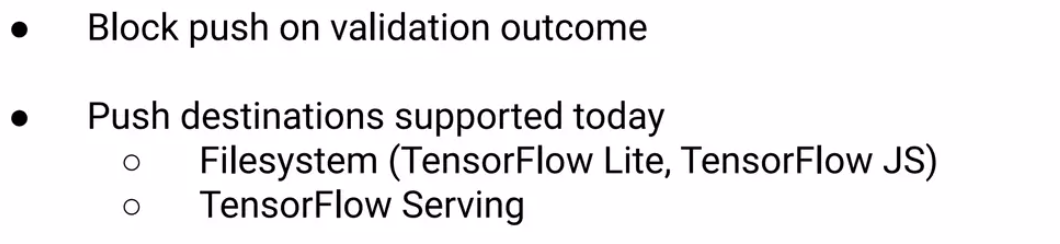 ● Block push on validation outcome
● Push destinations supported today
○ Filesystem (TensorFlow Lite, TensorFlow JS)
○ TensorFlow Serving